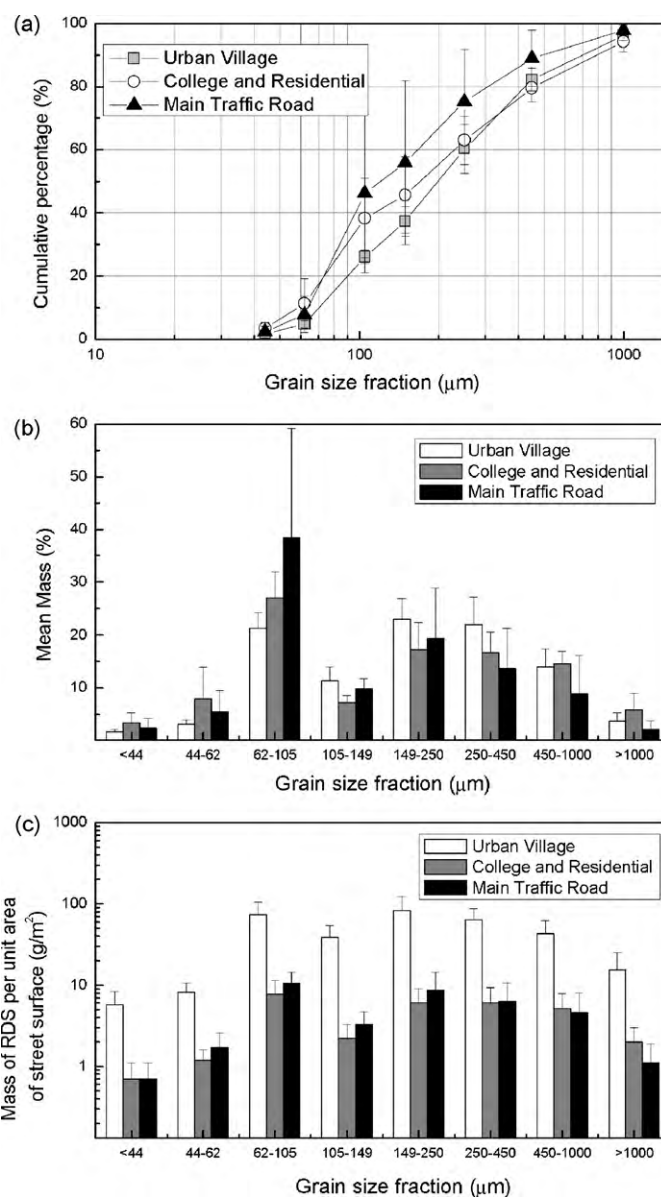 (a)
100
80
60
40
20
0
Urban Village
College and Residential
Main Traffic Road
Cumulative percentage (%)
10
100
1000
Grain size fraction (μm)
(b)
60
50
40
30
20
10
Urban Village
College and Residential
Main Traffic Road
Mean Mass (%)
<44
44-62
62-105
105-149
149-250
250-450
450-1000
>1000
Grain size fraction (μm)
(c)
1000
100
10
1
Urban Village
College and Residential
Main Traffic Road
Mass of RDS per unit area
of street surface (g/m²)
<44
44-62
62-105
105-149
149-250
250-450
450-1000
>1000
Grain size fraction (μm)